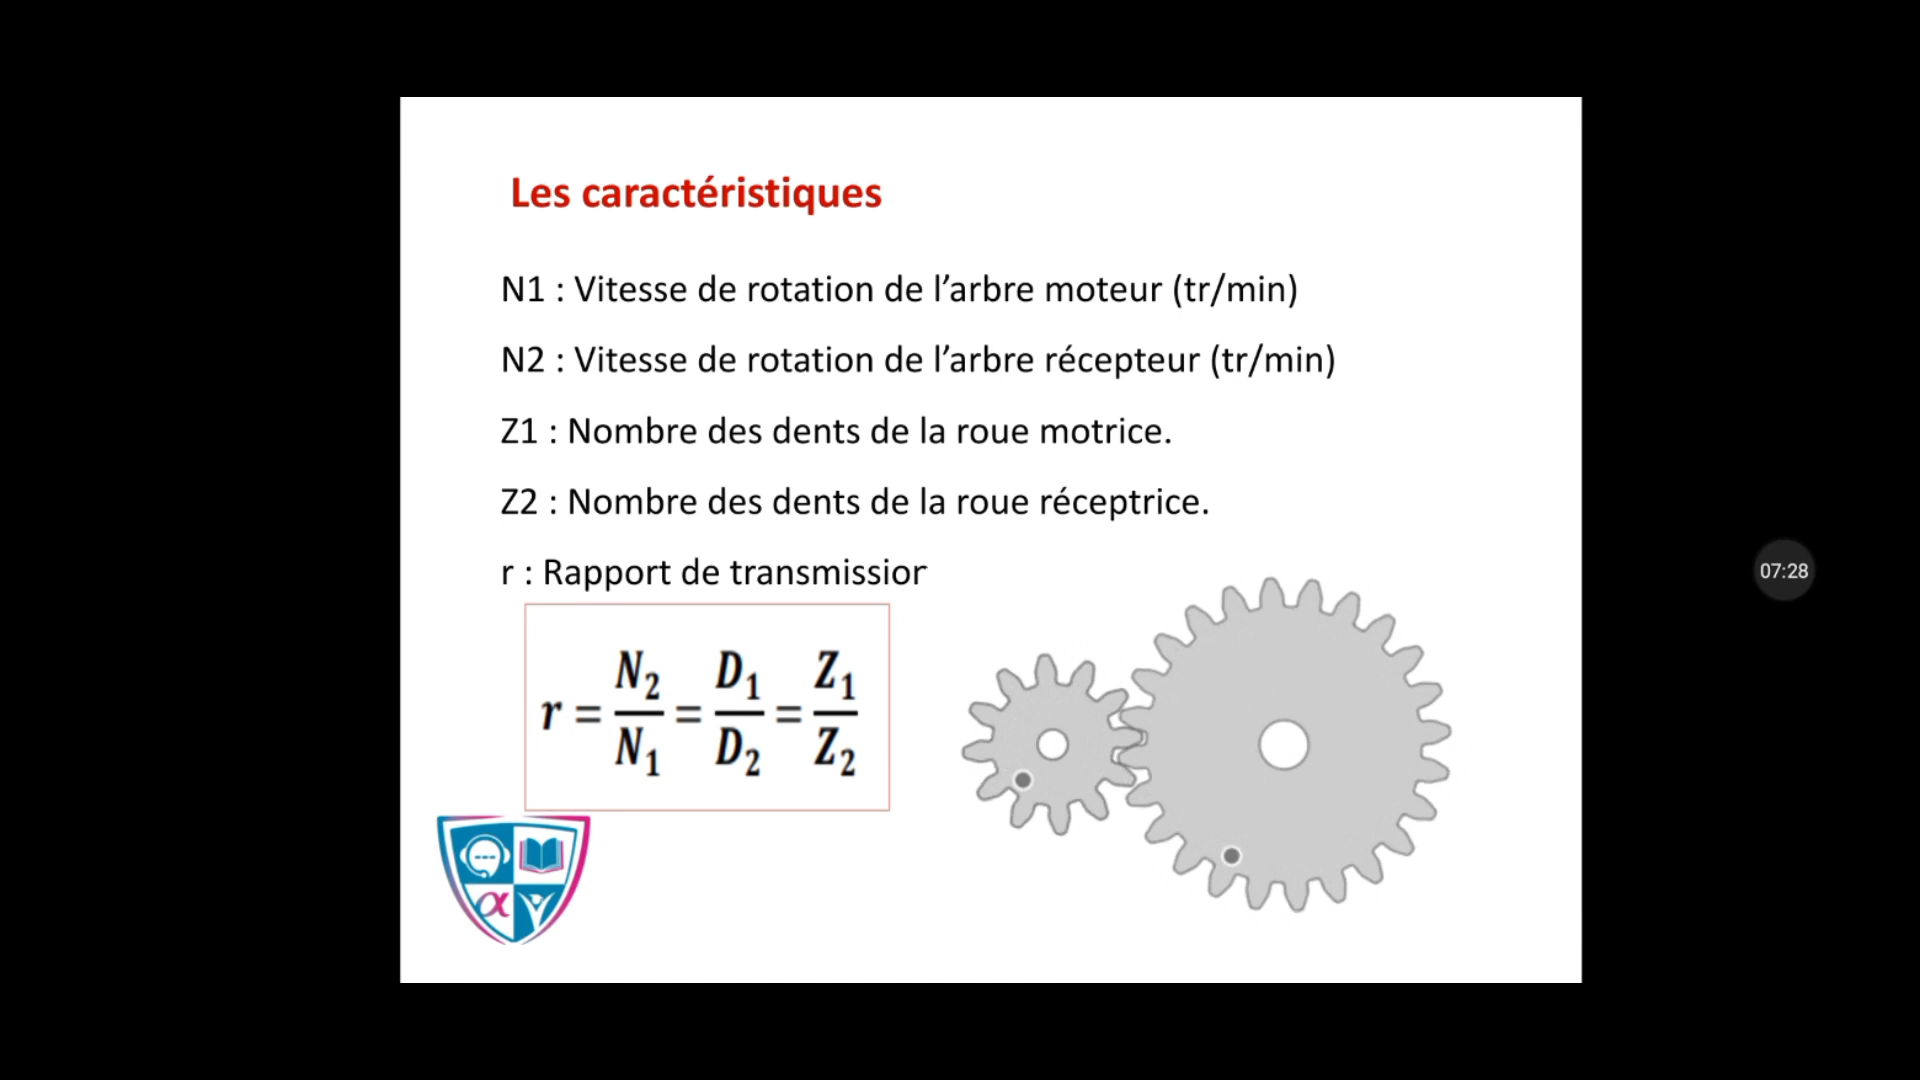 Les caractéristiques
N1 : Vitesse de rotation de l’arbre moteur (tr/min)
N2 : Vitesse de rotation de l’arbre récepteur (tr/min)
Z1 : Nombre des dents de la roue motrice.
Z2 : Nombre des dents de la roue réceptrice.
r : Rapport de transmission
r = N₂/N₁ = D₁/D₂ = Z₁/Z₂
α
07:28